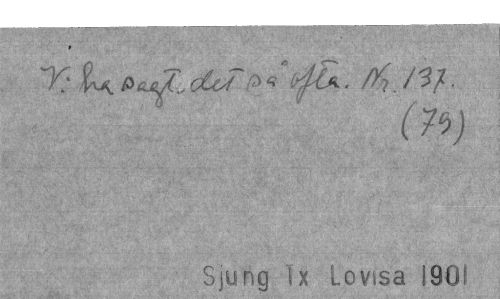 Vi ha sagt det så ofta. Nr. 137.
(79)
Sjung Tx Lovisa 1901